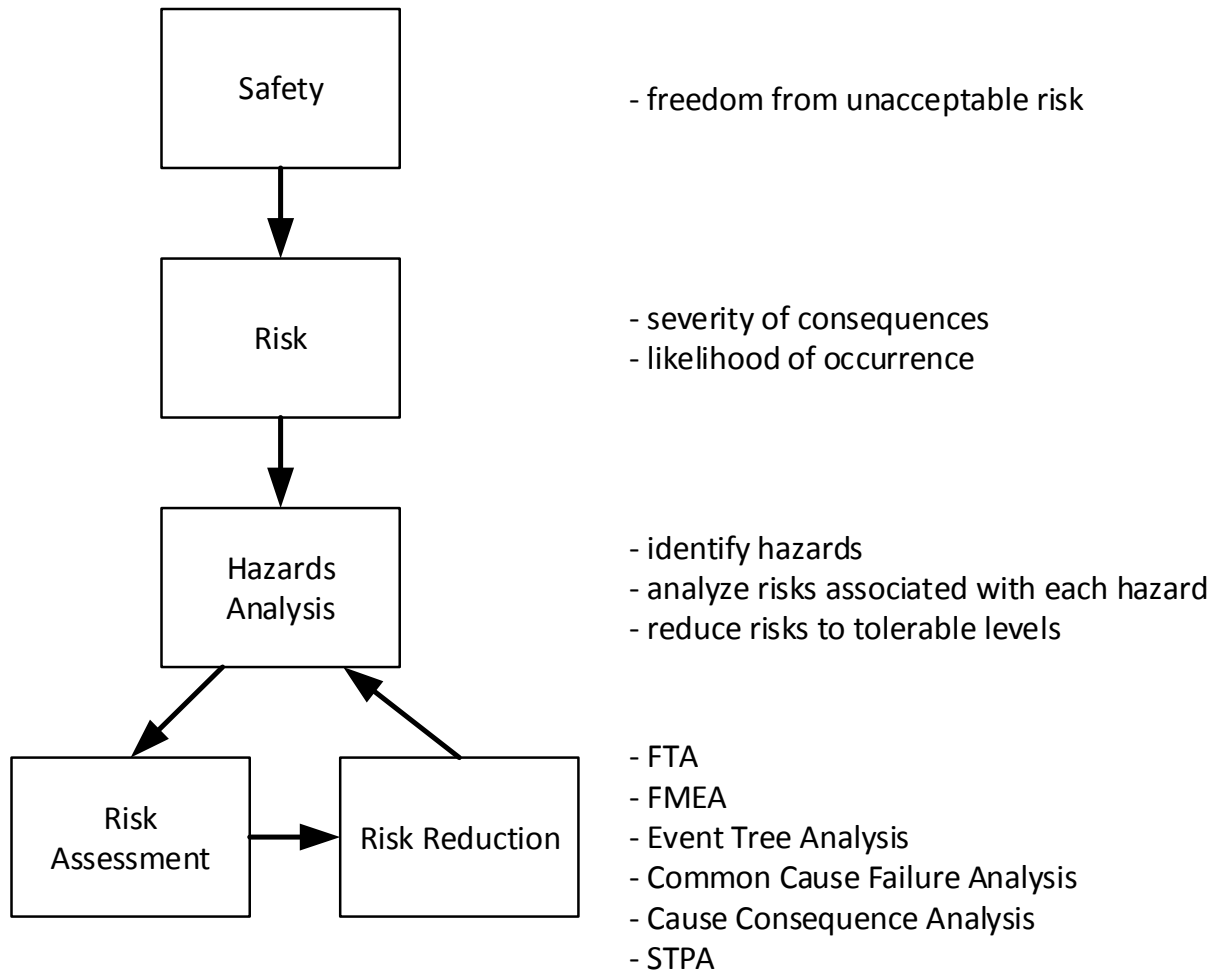 Safety
- freedom from unacceptable risk
Risk
- severity of consequences
- likelihood of occurrence
Hazards
Analysis
- identify hazards
- analyze risks associated with each hazard
- reduce risks to tolerable levels
Risk
Assessment
Risk Reduction
- FTA
- FMEA
- Event Tree Analysis
- Common Cause Failure Analysis
- Cause Consequence Analysis
- STPA